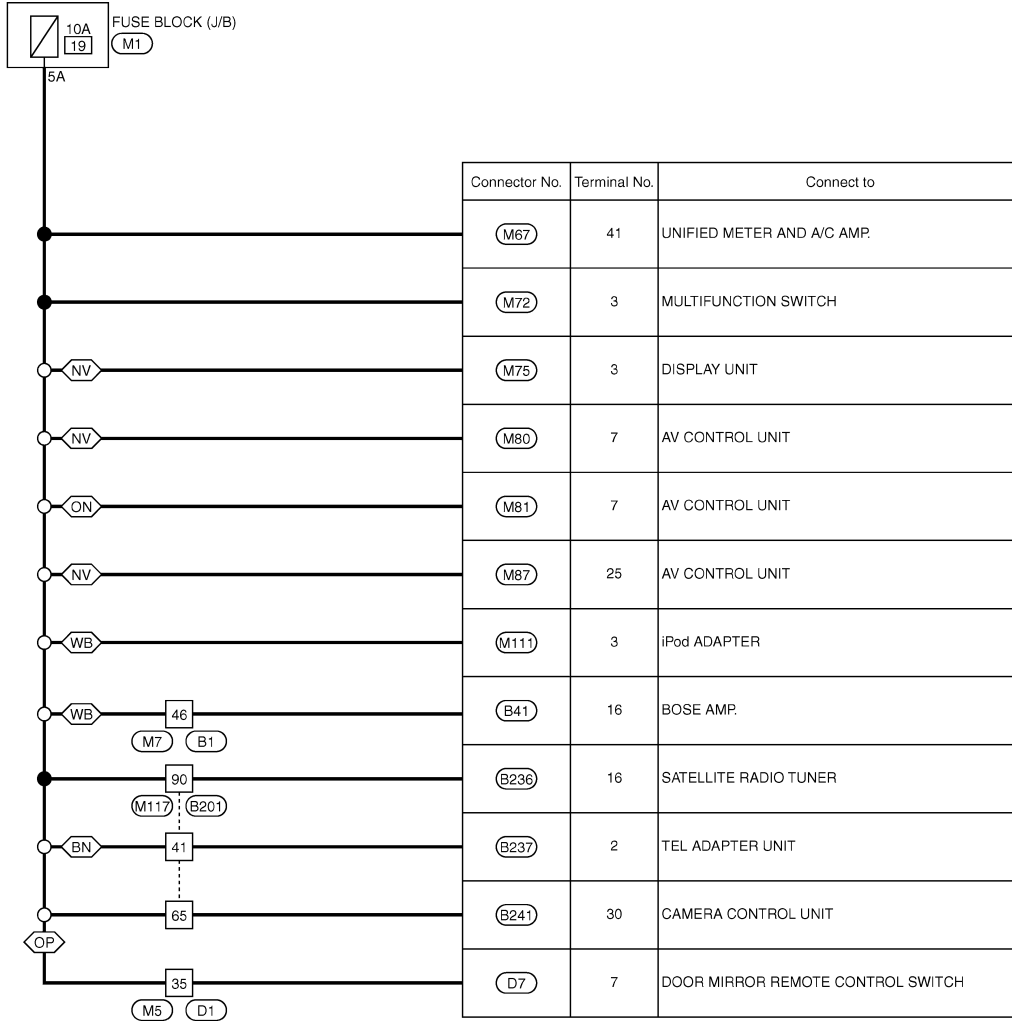 10A
19
FUSE BLOCK (J/B)
M1
5A
Connector No. Terminal No. Connect to
M67 41 UNIFIED METER AND A/C AMP.
M72 3 MULTIFUNCTION SWITCH
NV M75 3 DISPLAY UNIT
NV M80 7 AV CONTROL UNIT
ON M81 7 AV CONTROL UNIT
NV M87 25 AV CONTROL UNIT
WB M111 3 iPod ADAPTER
WB 46 B41 16 BOSE AMP.
M7 B1
90 B236 16 SATELLITE RADIO TUNER
M117 B201
BN 41 B237 2 TEL ADAPTER UNIT
65 B241 30 CAMERA CONTROL UNIT
OP
35 D7 7 DOOR MIRROR REMOTE CONTROL SWITCH
M5 D1